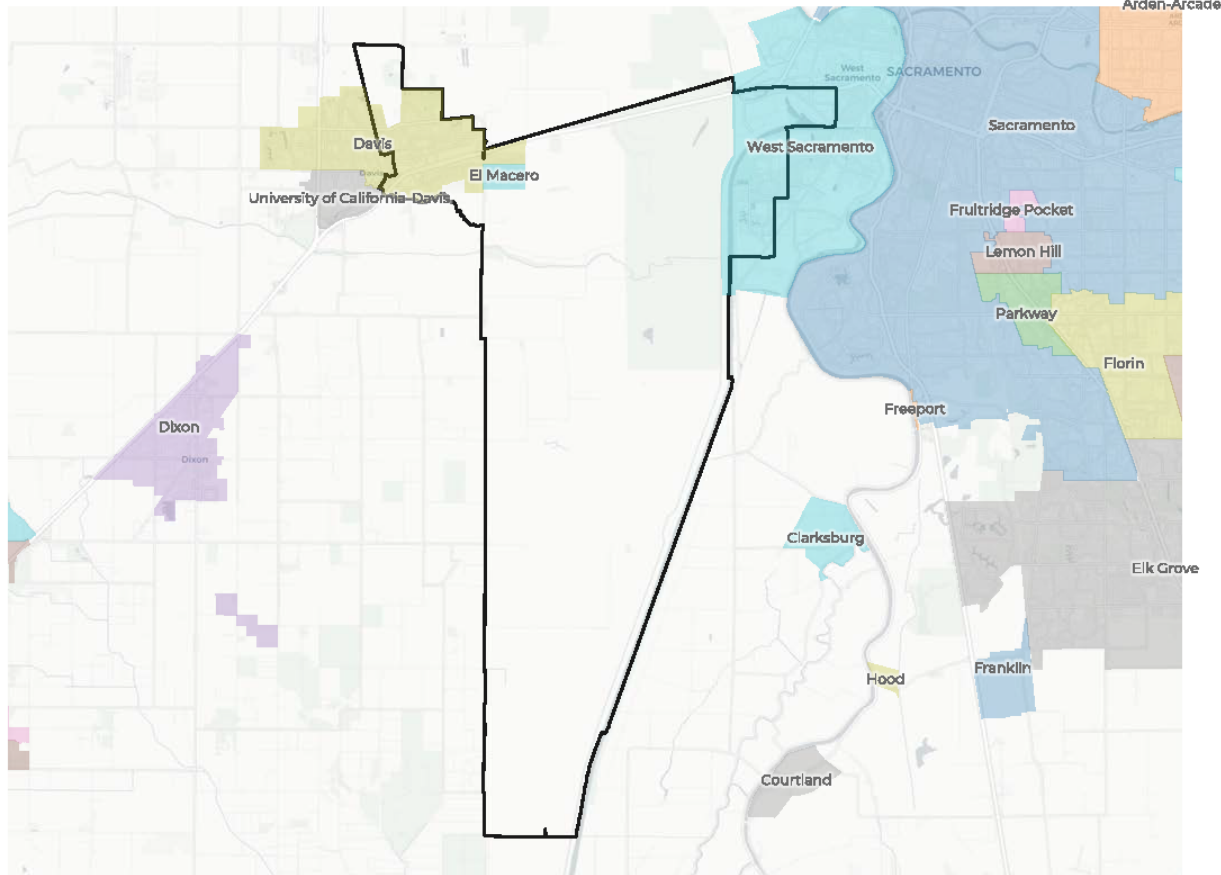 Arden-Arcade
West
Sacramento
SACRAMENTO
Sacramento
Davis
West Sacramento
Davis
El Macero
University of California-Davis
Fruitridge Pocket
Lemon Hill
Parkway
Florin
Freeport
Dixon
Dixon
Clarksburg
Elk Grove
Franklin
Hood
Courtland